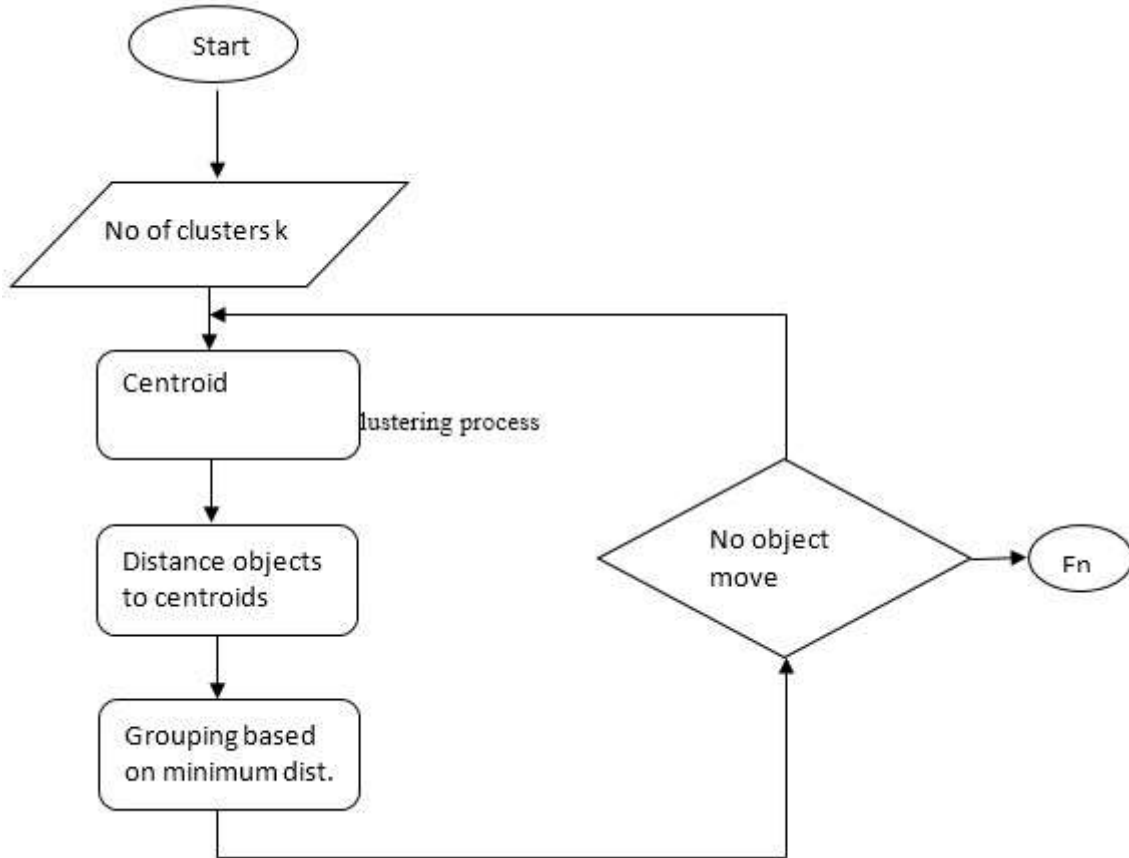 Start
No of clusters k
Centroid
lustering process
Distance objects
to centroids
Grouping based
on minimum dist.
No object
move
Fn